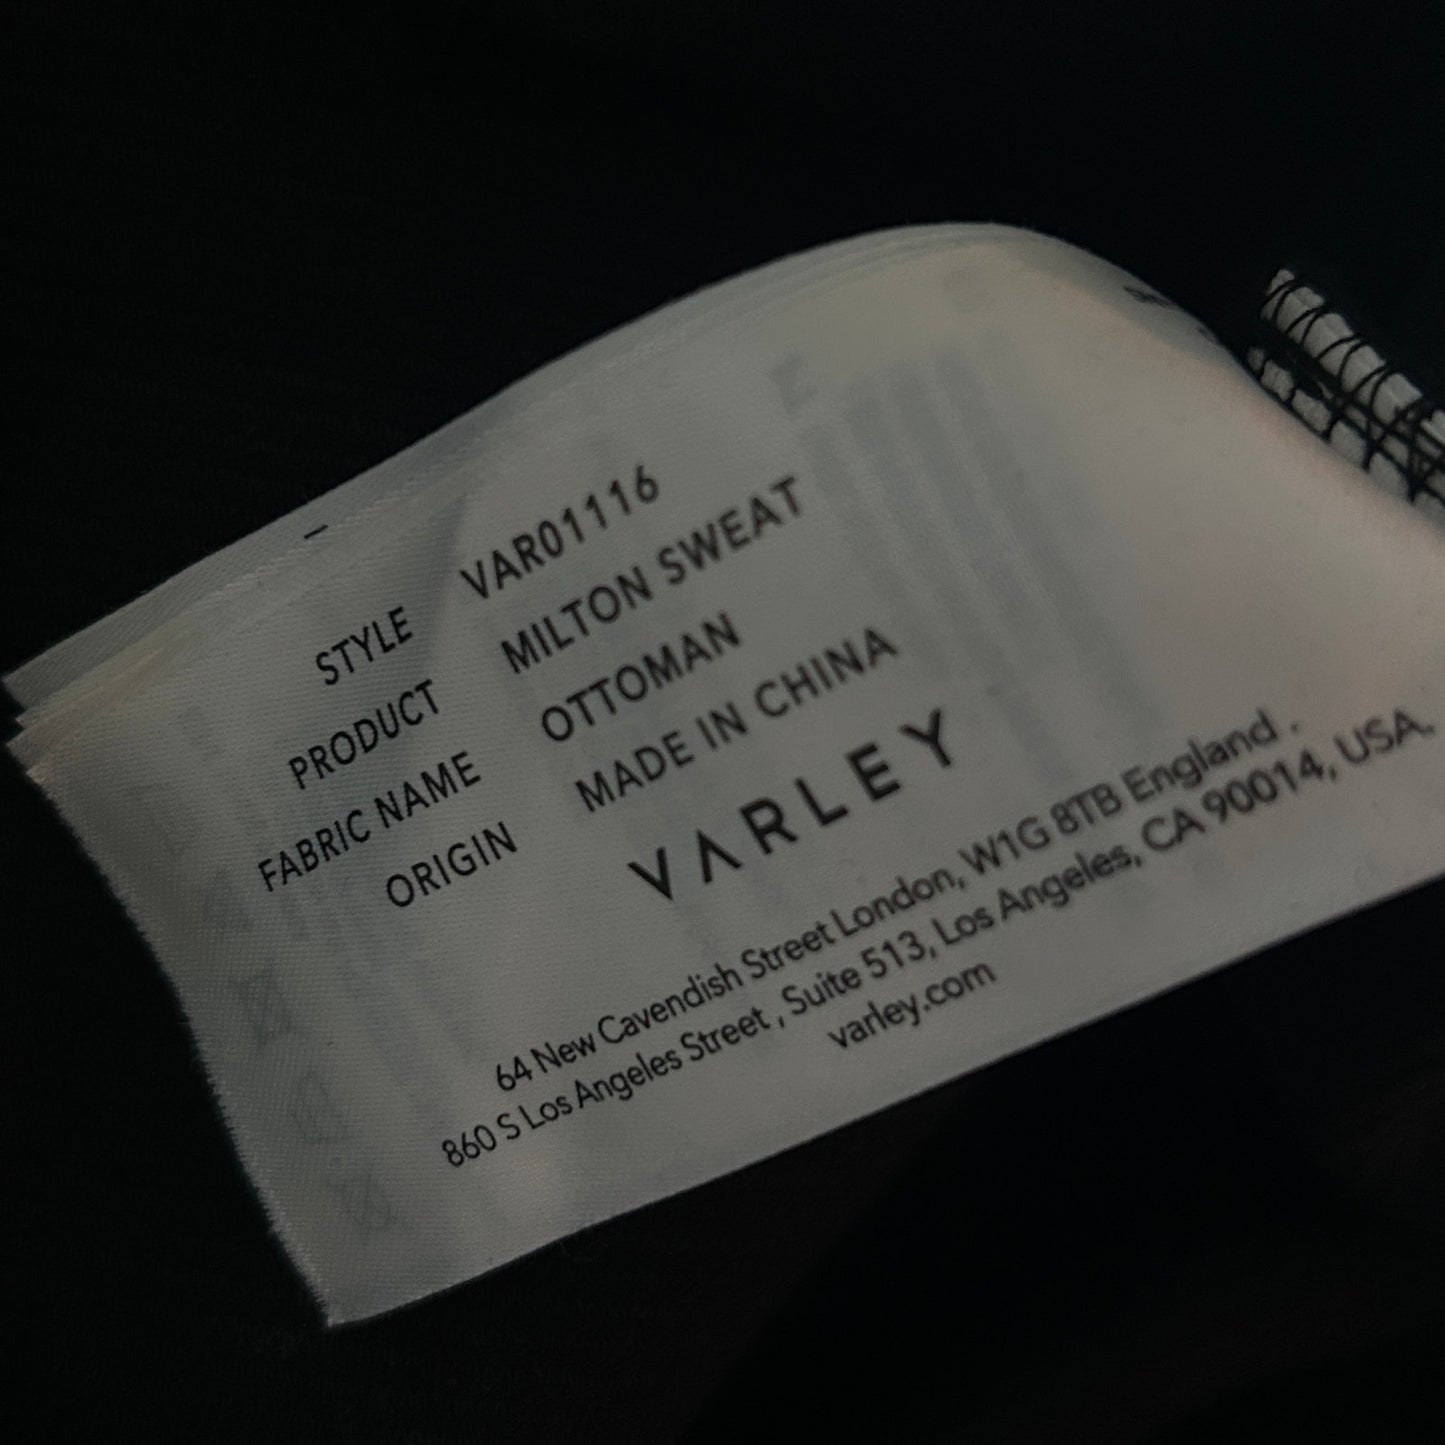 STYLE VAR01116
PRODUCT MILTON SWEAT
FABRIC NAME OTTOMAN
ORIGIN MADE IN CHINA
VARLEY
64 New Cavendish Street London, W1G 8TB England .
860 S Los Angeles Street , Suite 513, Los Angeles, CA 90014, USA.
varley.com